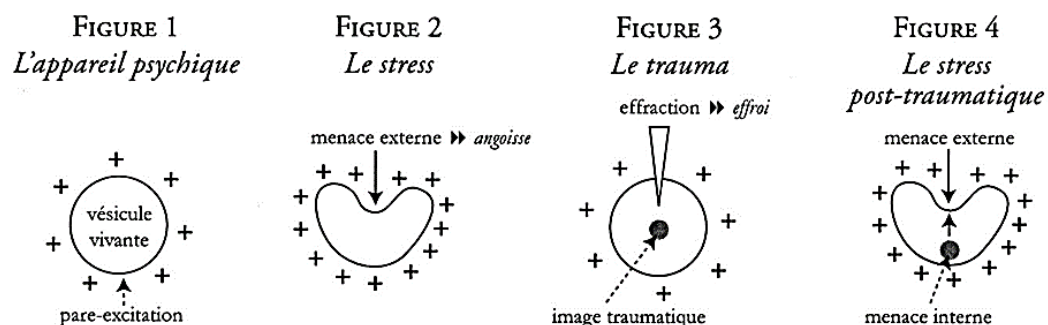 FIGURE 1
L'appareil psychique
vésicule
vivante
pare-excitation
FIGURE 2
Le stress
menace externe ▶▶ angoisse
FIGURE 3
Le trauma
effraction ▶▶ effroi
image traumatique
FIGURE 4
Le stress
post-traumatique
menace externe
menace interne